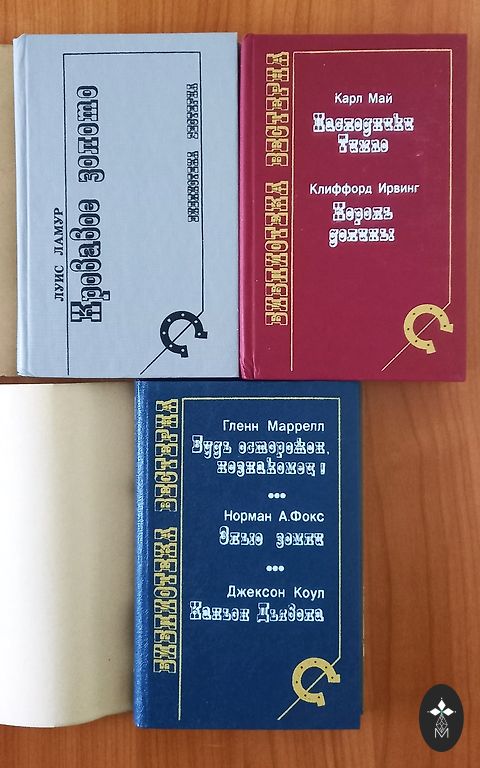 ЛУИС ЛАМУР
Кровавое золото
БИБЛИОТЕКА ВЕСТЕРНА
БИБЛИОТЕКА ВЕСТЕРНА
Карл Май
Наследники
Тимпе
Клиффорд Ирвинг
Король
долины
БИБЛИОТЕКА ВЕСТЕРНА
Гленн Маррелл
Будь осторожен,
незнакомец!
•••
Норман А.Фокс
Злые земли
•••
Джексон Коул
Каньон Дьявола
M